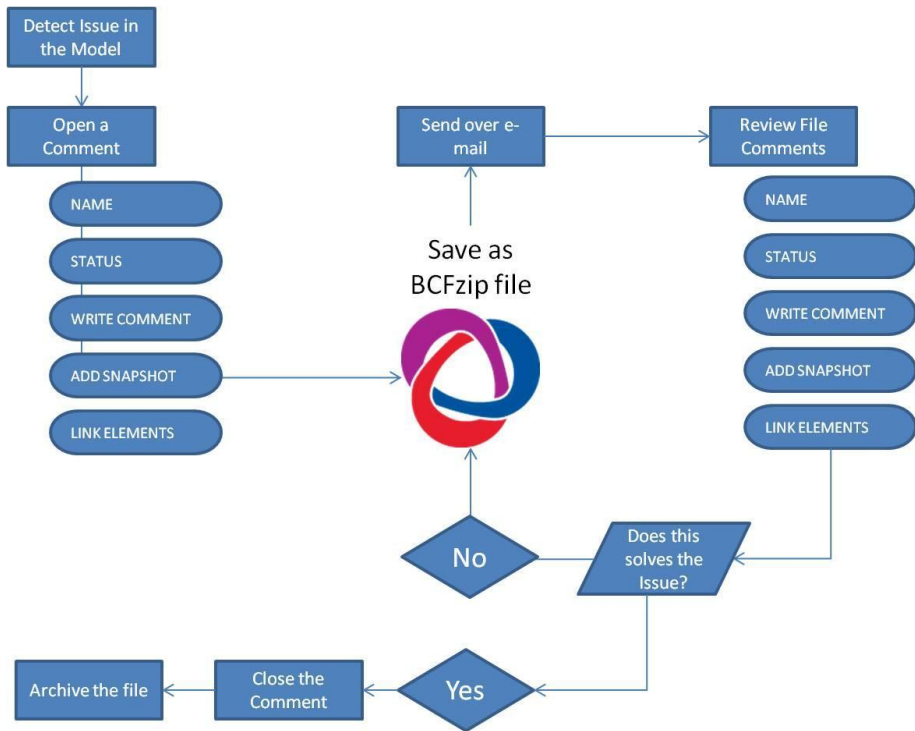 Detect Issue in
the Model
Open a
Comment
NAME
STATUS
WRITE COMMENT
ADD SNAPSHOT
LINK ELEMENTS
Save as
BCFzip file
Send over e-
mail
Review File
Comments
NAME
STATUS
WRITE COMMENT
ADD SNAPSHOT
LINK ELEMENTS
Does this
solves the
Issue?
No
Yes
Close the
Comment
Archive the file